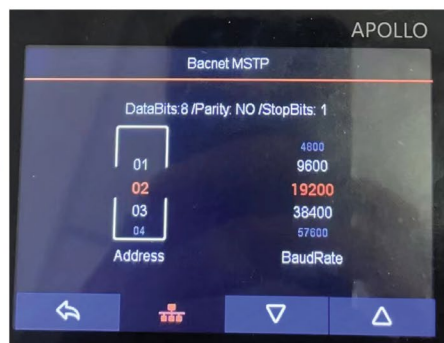 APOLLO
Bacnet MSTP
DataBits:8 /Parity: NO /StopBits: 1
4800
01 9600
02 19200
03 38400
04 57600
Address BaudRate